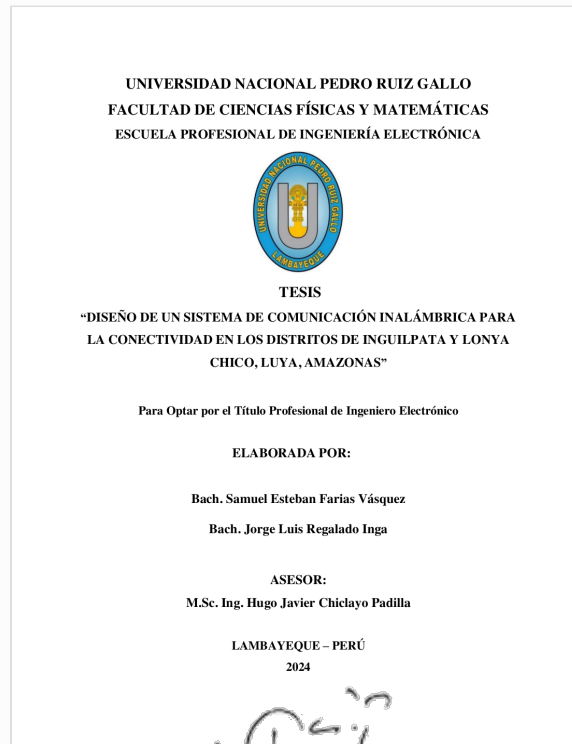 UNIVERSIDAD NACIONAL PEDRO RUIZ GALLO
FACULTAD DE CIENCIAS FÍSICAS Y MATEMÁTICAS
ESCUELA PROFESIONAL DE INGENIERÍA ELECTRÓNICA
UNIVERSIDAD NACIONAL PEDRO RUIZ GALLO
LAMBAYEQUE
TESIS
“DISEÑO DE UN SISTEMA DE COMUNICACIÓN INALÁMBRICA PARA
LA CONECTIVIDAD EN LOS DISTRITOS DE INGUILPATA Y LONYA
CHICO, LUYA, AMAZONAS”
Para Optar por el Título Profesional de Ingeniero Electrónico
ELABORADA POR:
Bach. Samuel Esteban Farias Vásquez
Bach. Jorge Luis Regalado Inga
ASESOR:
M.Sc. Ing. Hugo Javier Chiclayo Padilla
LAMBAYEQUE – PERÚ
2024